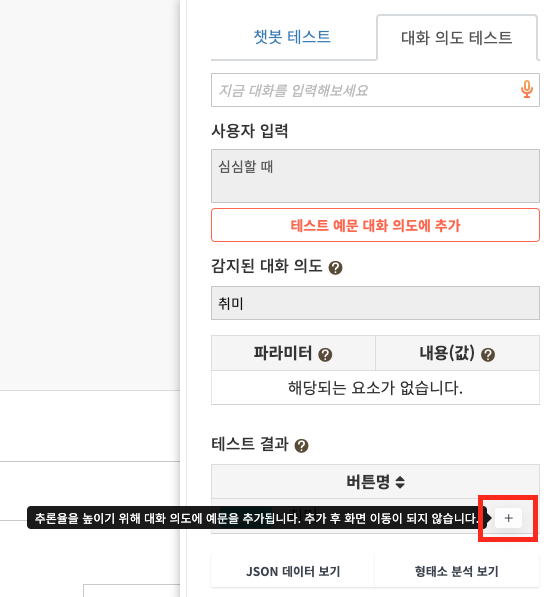 챗봇 테스트
대화 의도 테스트
지금 대화를 입력해보세요
사용자 입력
심심할 때
테스트 예문 대화 의도에 추가
감지된 대화 의도 ?
취미
파라미터 ?
내용(값) ?
해당되는 요소가 없습니다.
테스트 결과 ?
버튼명
추론율을 높이기 위해 대화 의도에 예문을 추가됩니다. 추가 후 화면 이동이 되지 않습니다.
+
JSON 데이터 보기
형태소 분석 보기